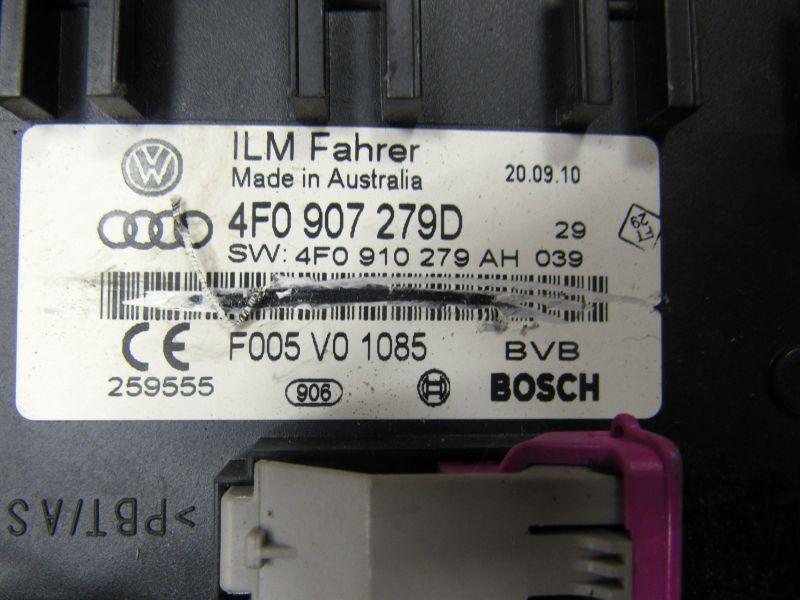 ILM Fahrer
Made in Australia
20.09.10
4F0 907 279D
29
SW: 4F0 910 279 AH 039
F005 V0 1085
BVB
259555
906
BOSCH
>PBT/AS